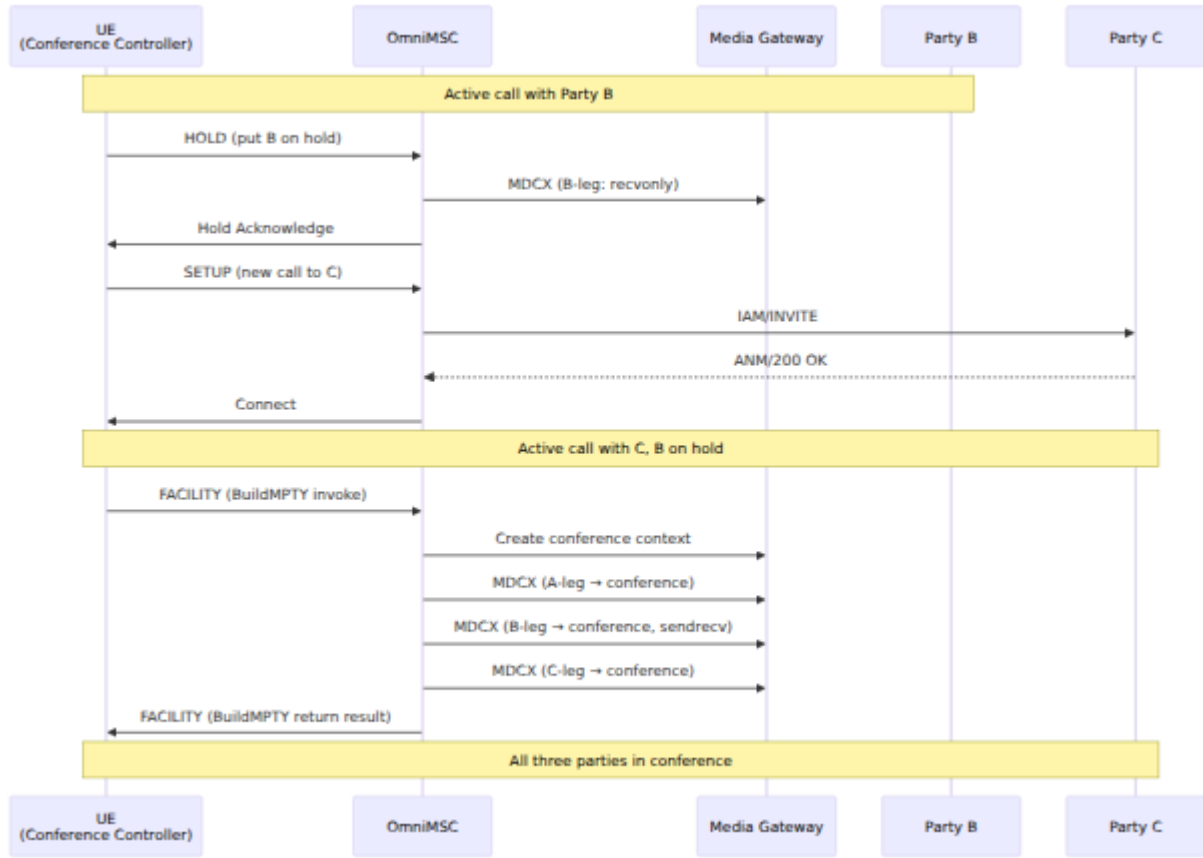 UE
(Conference Controller)
OmniMSC
Media Gateway
Party B
Party C
Active call with Party B
HOLD (put B on hold)
MDCX (B-leg: recvonly)
Hold Acknowledge
SETUP (new call to C)
IAM/INVITE
ANM/200 OK
Connect
Active call with C, B on hold
FACILITY (BuildMPTY invoke)
Create conference context
MDCX (A-leg → conference)
MDCX (B-leg → conference, sendrecv)
MDCX (C-leg → conference)
FACILITY (BuildMPTY return result)
All three parties in conference
UE
(Conference Controller)
OmniMSC
Media Gateway
Party B
Party C